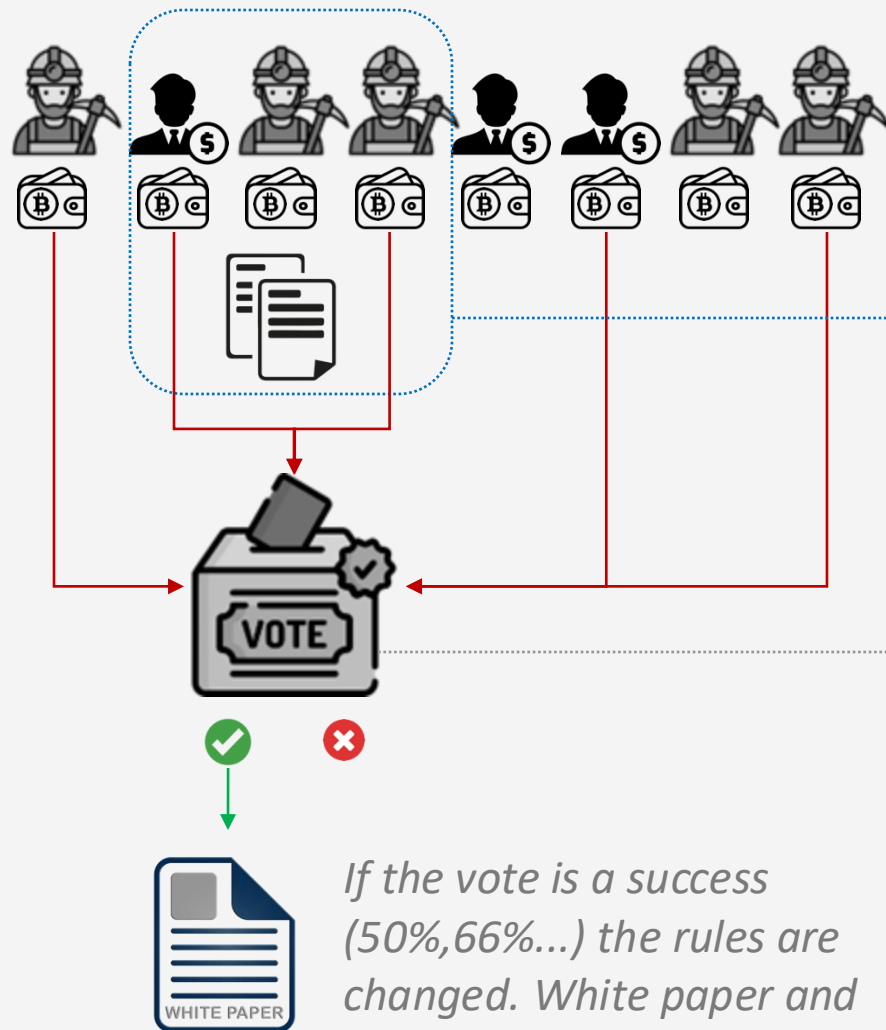 $ $ $
VOTE
WHITE PAPER
If the vote is a success
(50%,66%...) the rules are
changed. White paper and